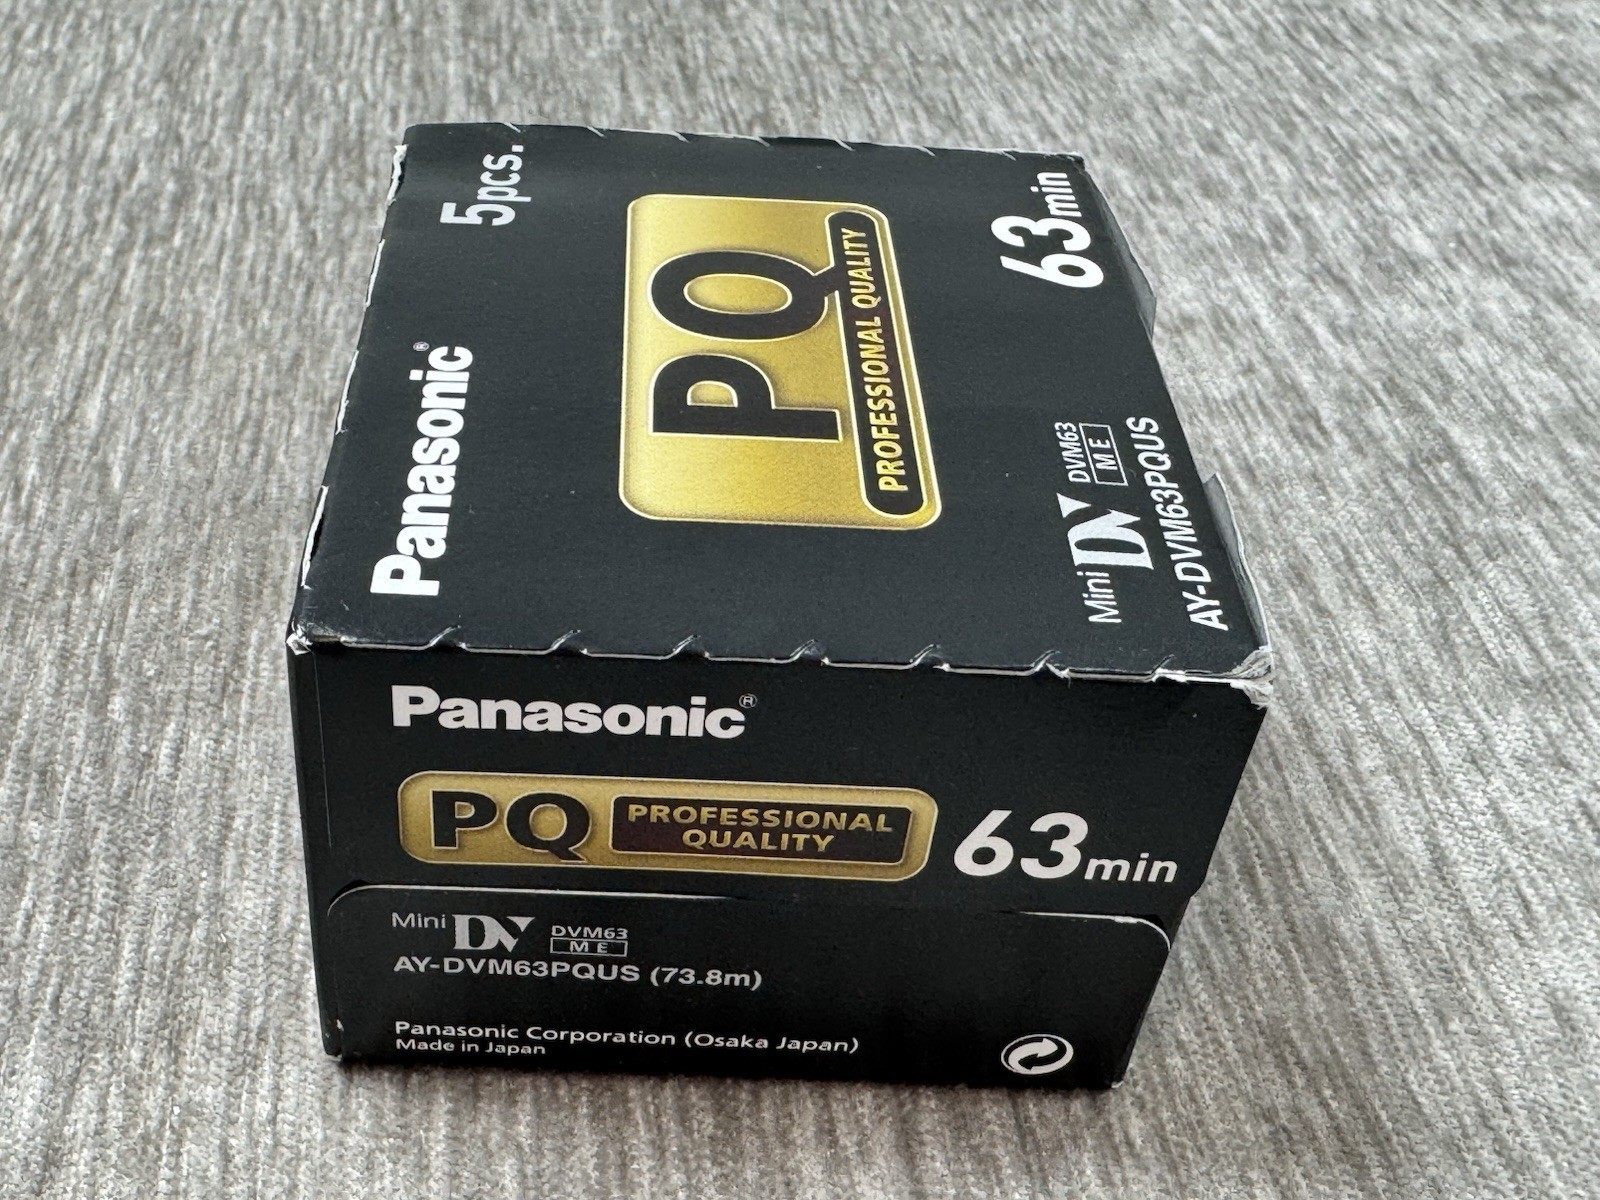 Panasonic®
5pcs.
PQ
PROFESSIONAL QUALITY
Mini DV
DVM63
ME
63min
AY-DVM63PQUS
Panasonic®
PQ
PROFESSIONAL
QUALITY
63min
Mini DV
DVM63
ME
AY-DVM63PQUS (73.8m)
Panasonic Corporation (Osaka Japan)
Made in Japan